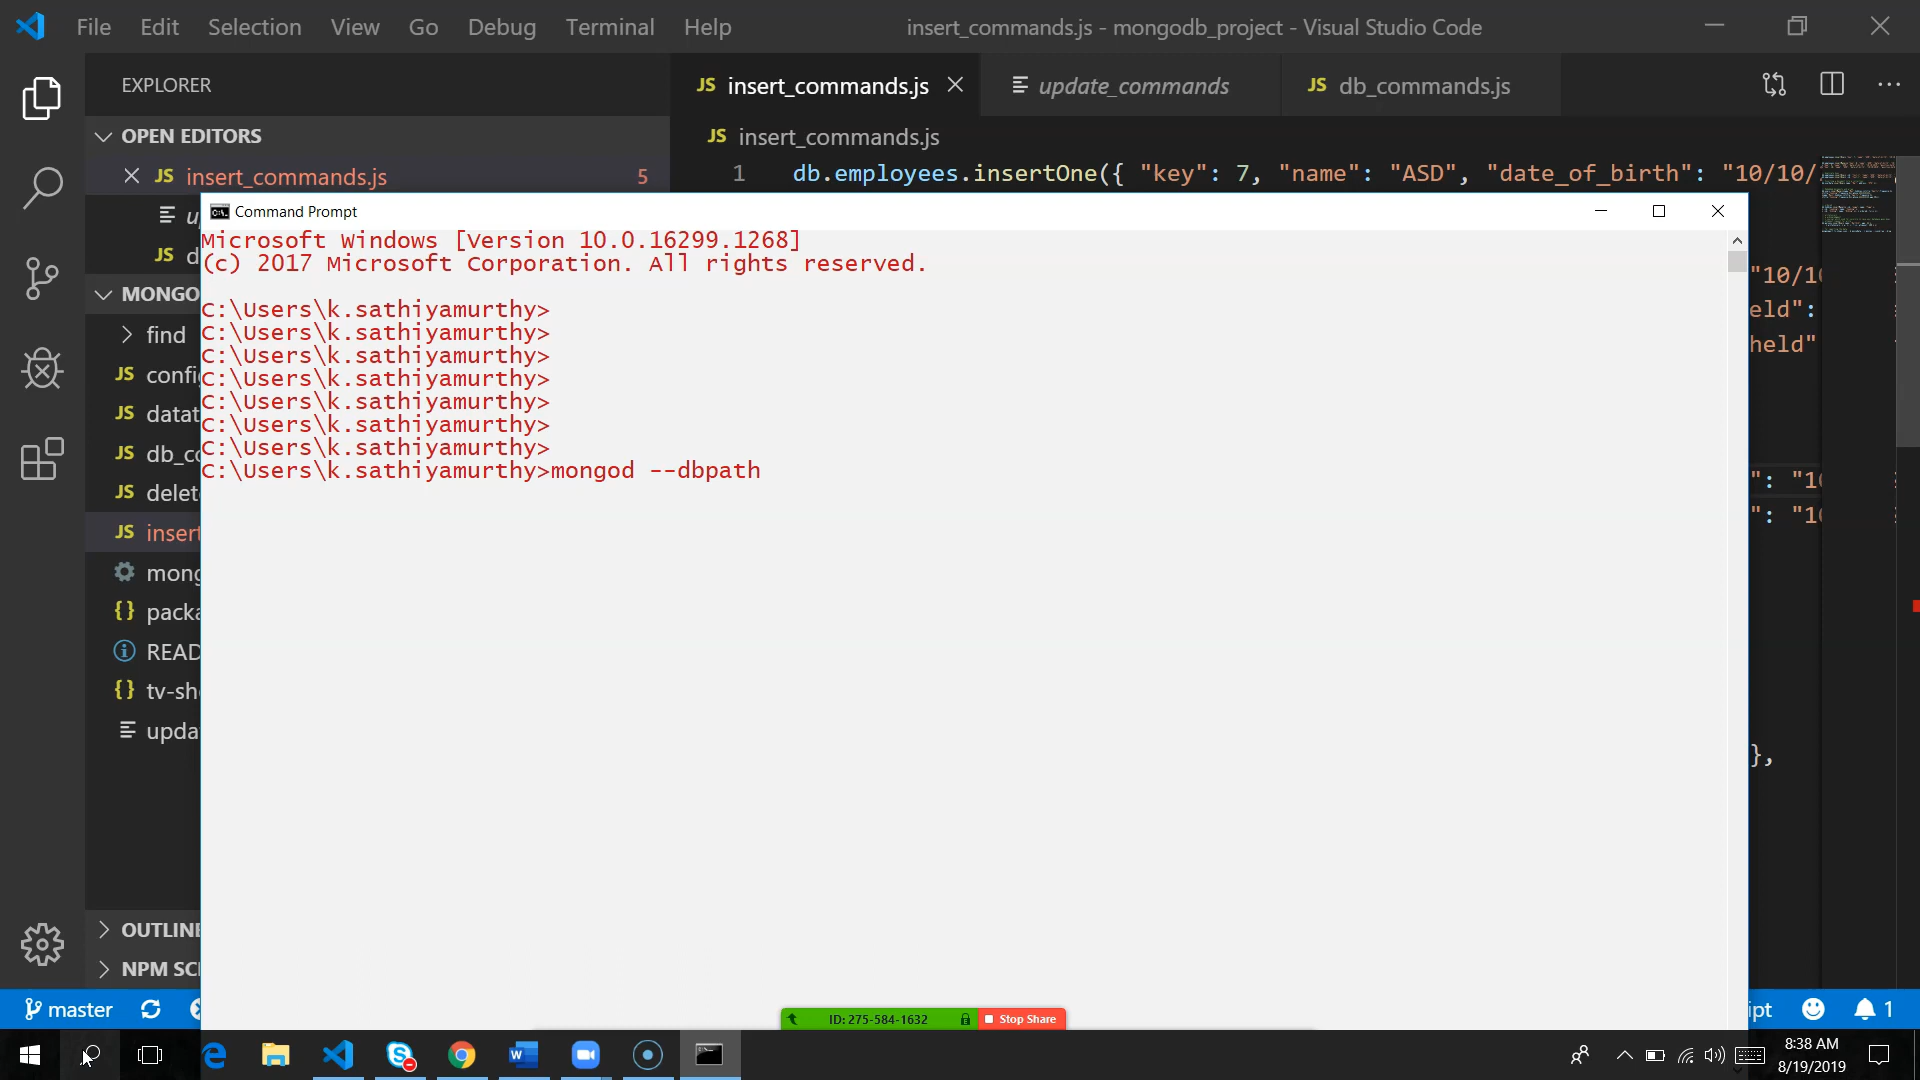 File Edit Selection View Go Debug Terminal Help
insert_commands.js - mongodb_project - Visual Studio Code
EXPLORER
insert_commands.js
update_commands
db_commands.js
OPEN EDITORS
insert_commands.js
JS insert_commands.js 5
1 db.employees.insertOne({ "key": 7, "name": "ASD", "date_of_birth": "10/10/
Command Prompt
Microsoft Windows [Version 10.0.16299.1268]
(c) 2017 Microsoft Corporation. All rights reserved.
C:\Users\k.sathiyamurthy>
C:\Users\k.sathiyamurthy>
C:\Users\k.sathiyamurthy>
C:\Users\k.sathiyamurthy>
C:\Users\k.sathiyamurthy>
C:\Users\k.sathiyamurthy>
C:\Users\k.sathiyamurthy>
C:\Users\k.sathiyamurthy>mongod --dbpath
MONGO
find
JS confi
JS datat
JS db_co
JS delet
JS insert
mong
{} packa
READ
{} tv-sh
upda
OUTLINE
NPM SC
"10/10
eld":
held"
": "10
": "10
},
master
ipt
1
ID: 275-584-1632
Stop Share
8:38 AM
8/19/2019